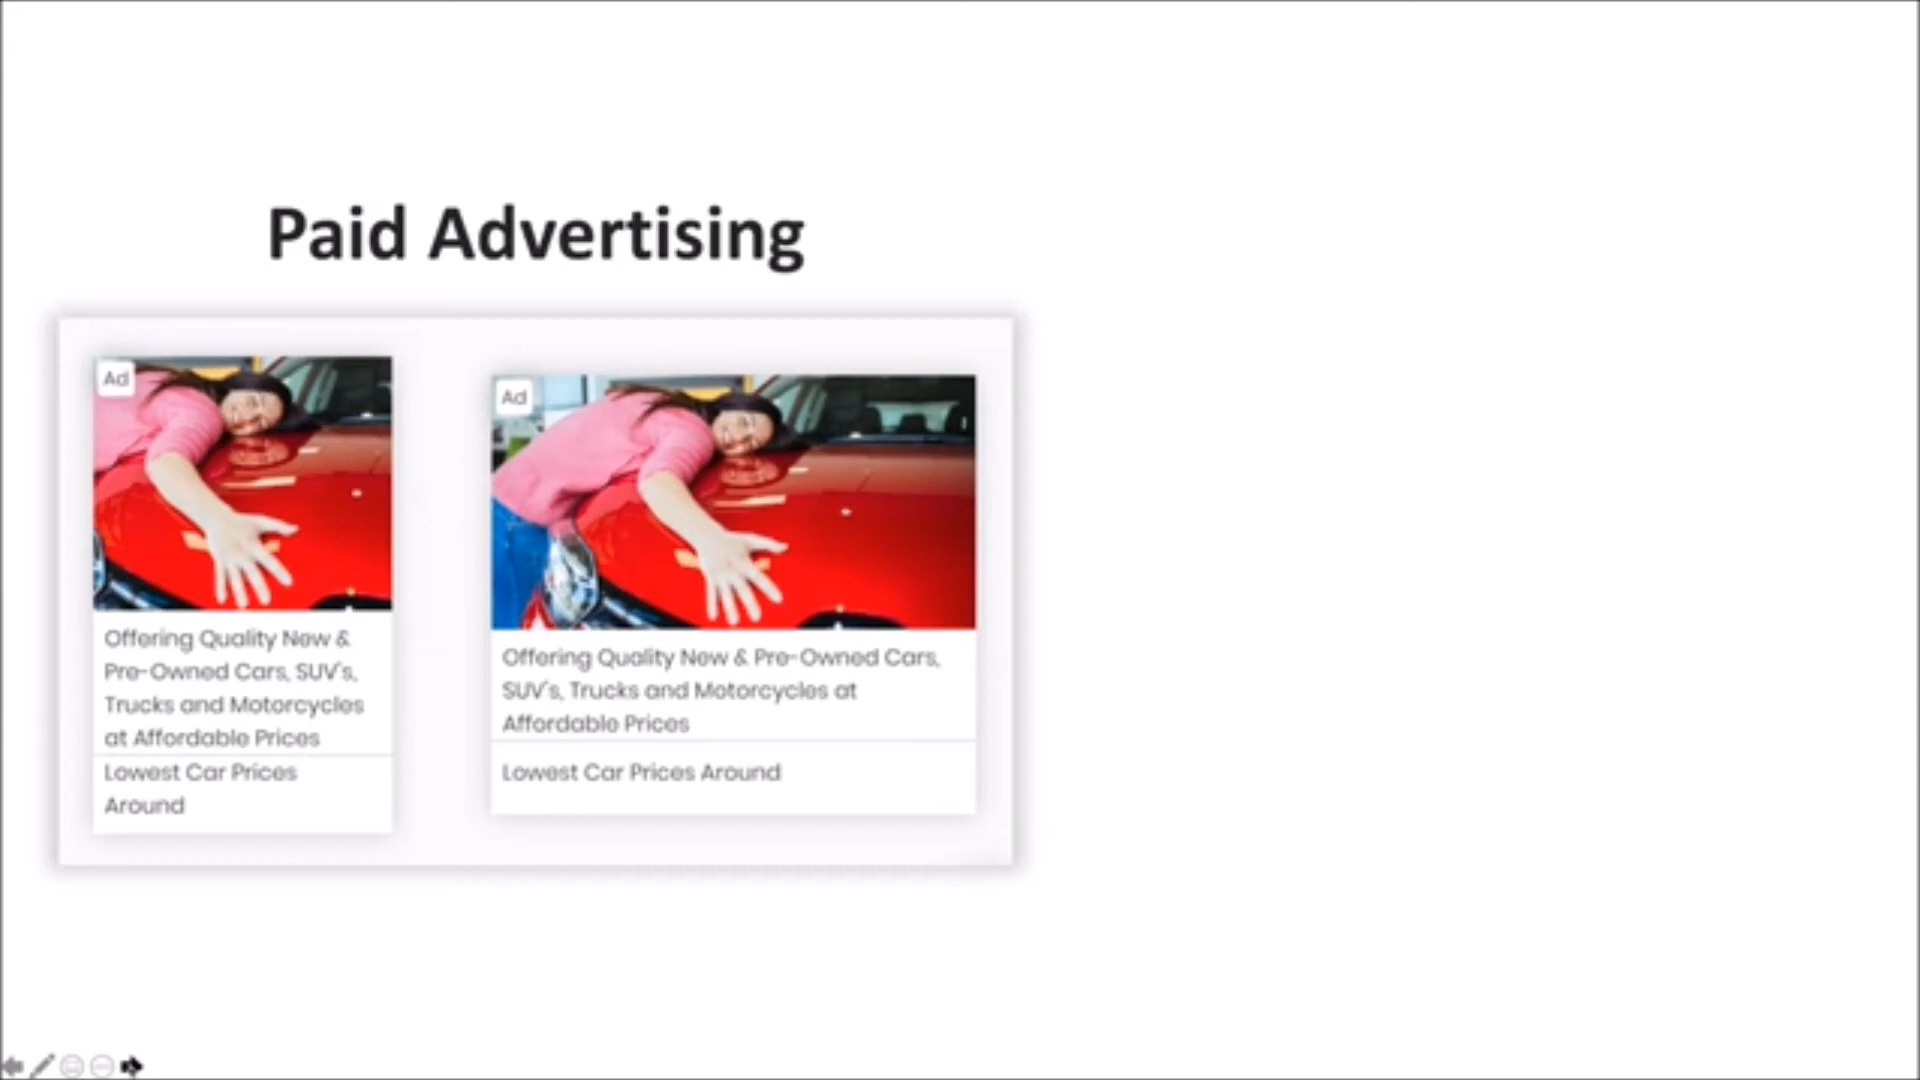 Paid Advertising
Ad
Offering Quality New &
Pre-Owned Cars, SUV's,
Trucks and Motorcycles
at Affordable Prices
Lowest Car Prices
Around
Ad
Offering Quality New & Pre-Owned Cars,
SUV's, Trucks and Motorcycles at
Affordable Prices
Lowest Car Prices Around